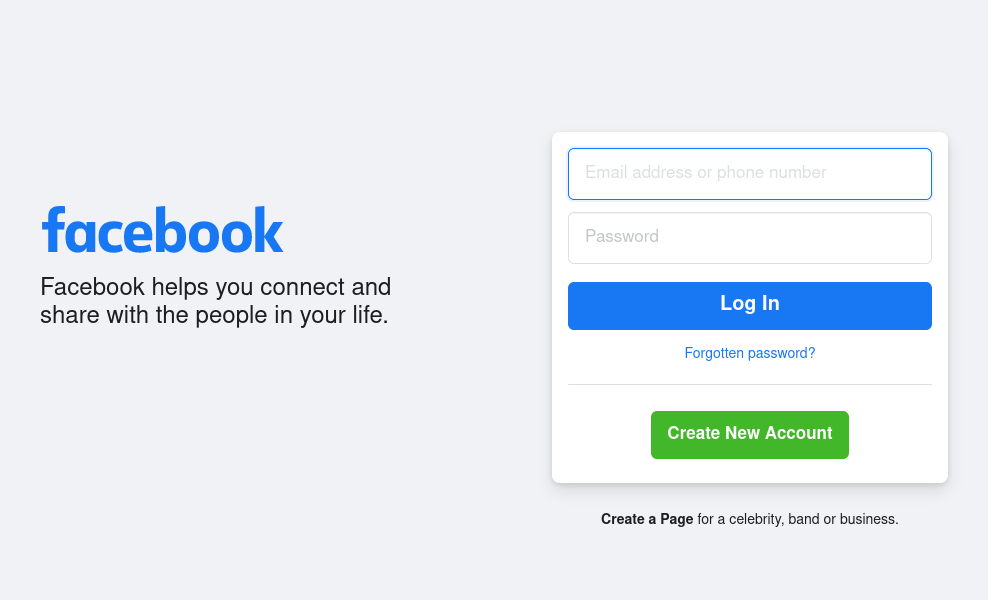 facebook
Facebook helps you connect and
share with the people in your life.
Email address or phone number
Password
Log In
Forgotten password?
Create New Account
Create a Page for a celebrity, band or business.